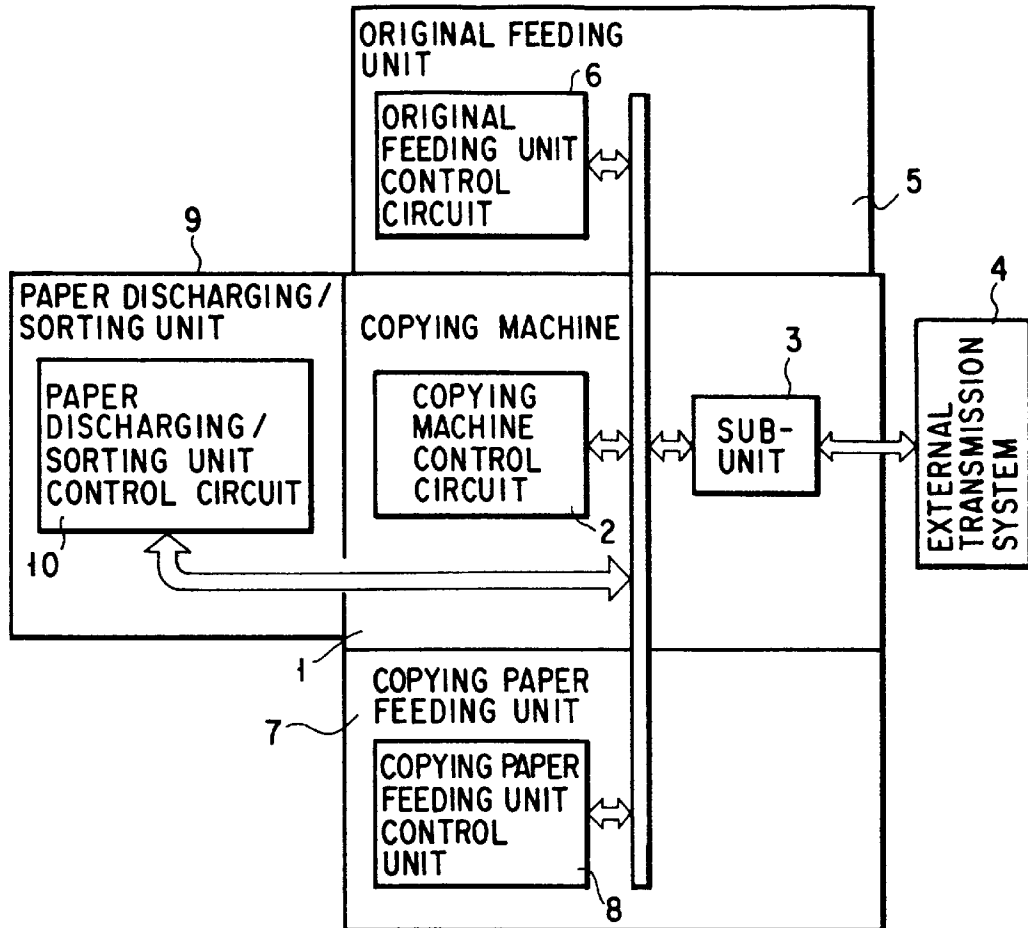 ORIGINAL FEEDING
UNIT
6
ORIGINAL
FEEDING UNIT
CONTROL
CIRCUIT
5
9
PAPER DISCHARGING/
SORTING UNIT
PAPER
DISCHARGING/
SORTING UNIT
CONTROL CIRCUIT
10
COPYING MACHINE
COPYING
MACHINE
CONTROL
CIRCUIT
2
3
SUB-
UNIT
4
EXTERNAL
TRANSMISSION
SYSTEM
1
7
COPYING PAPER
FEEDING UNIT
COPYING PAPER
FEEDING UNIT
CONTROL
UNIT
8